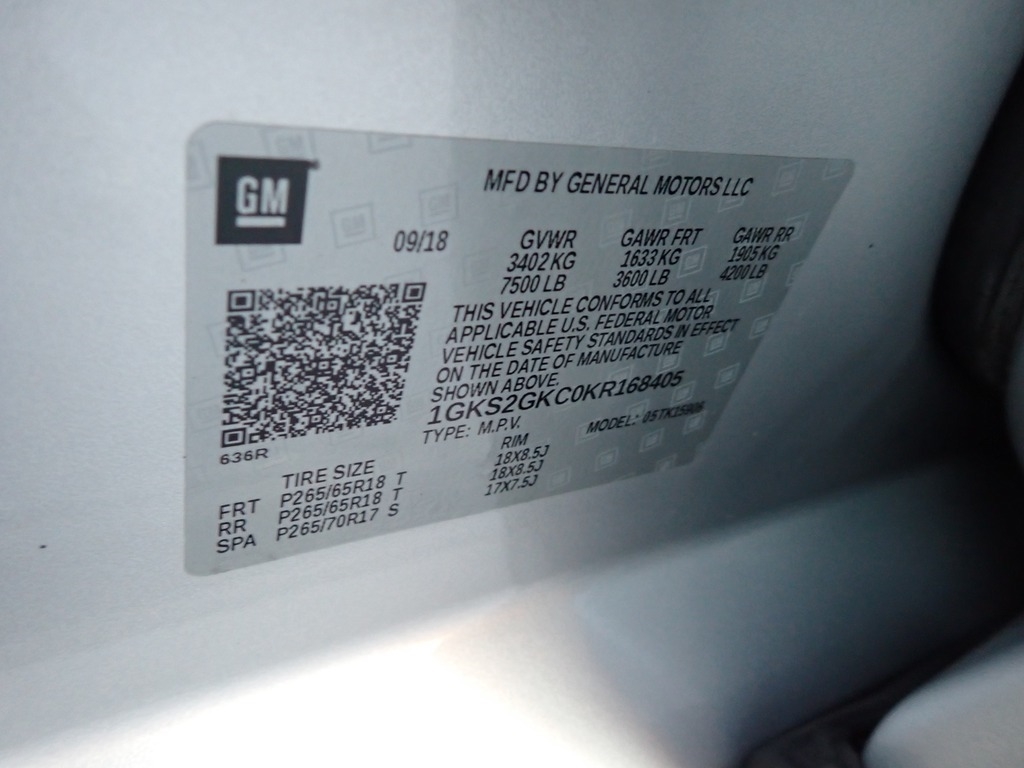 GM
MFD BY GENERAL MOTORS LLC
09/18 GVWR GAWR FRT GAWR RR
3402 KG 1633 KG 1905 KG
7500 LB 3600 LB 4200 LB
THIS VEHICLE CONFORMS TO ALL
APPLICABLE U.S. FEDERAL MOTOR
VEHICLE SAFETY STANDARDS IN EFFECT
ON THE DATE OF MANUFACTURE
SHOWN ABOVE.
1GKS2GKC0KR168405
TYPE: M.P.V. MODEL:
636R
TIRE SIZE RIM
FRT P265/65R18 T 18X8.5J
RR P265/65R18 T 18X8.5J
SPA P265/70R17 S 17X7.5J